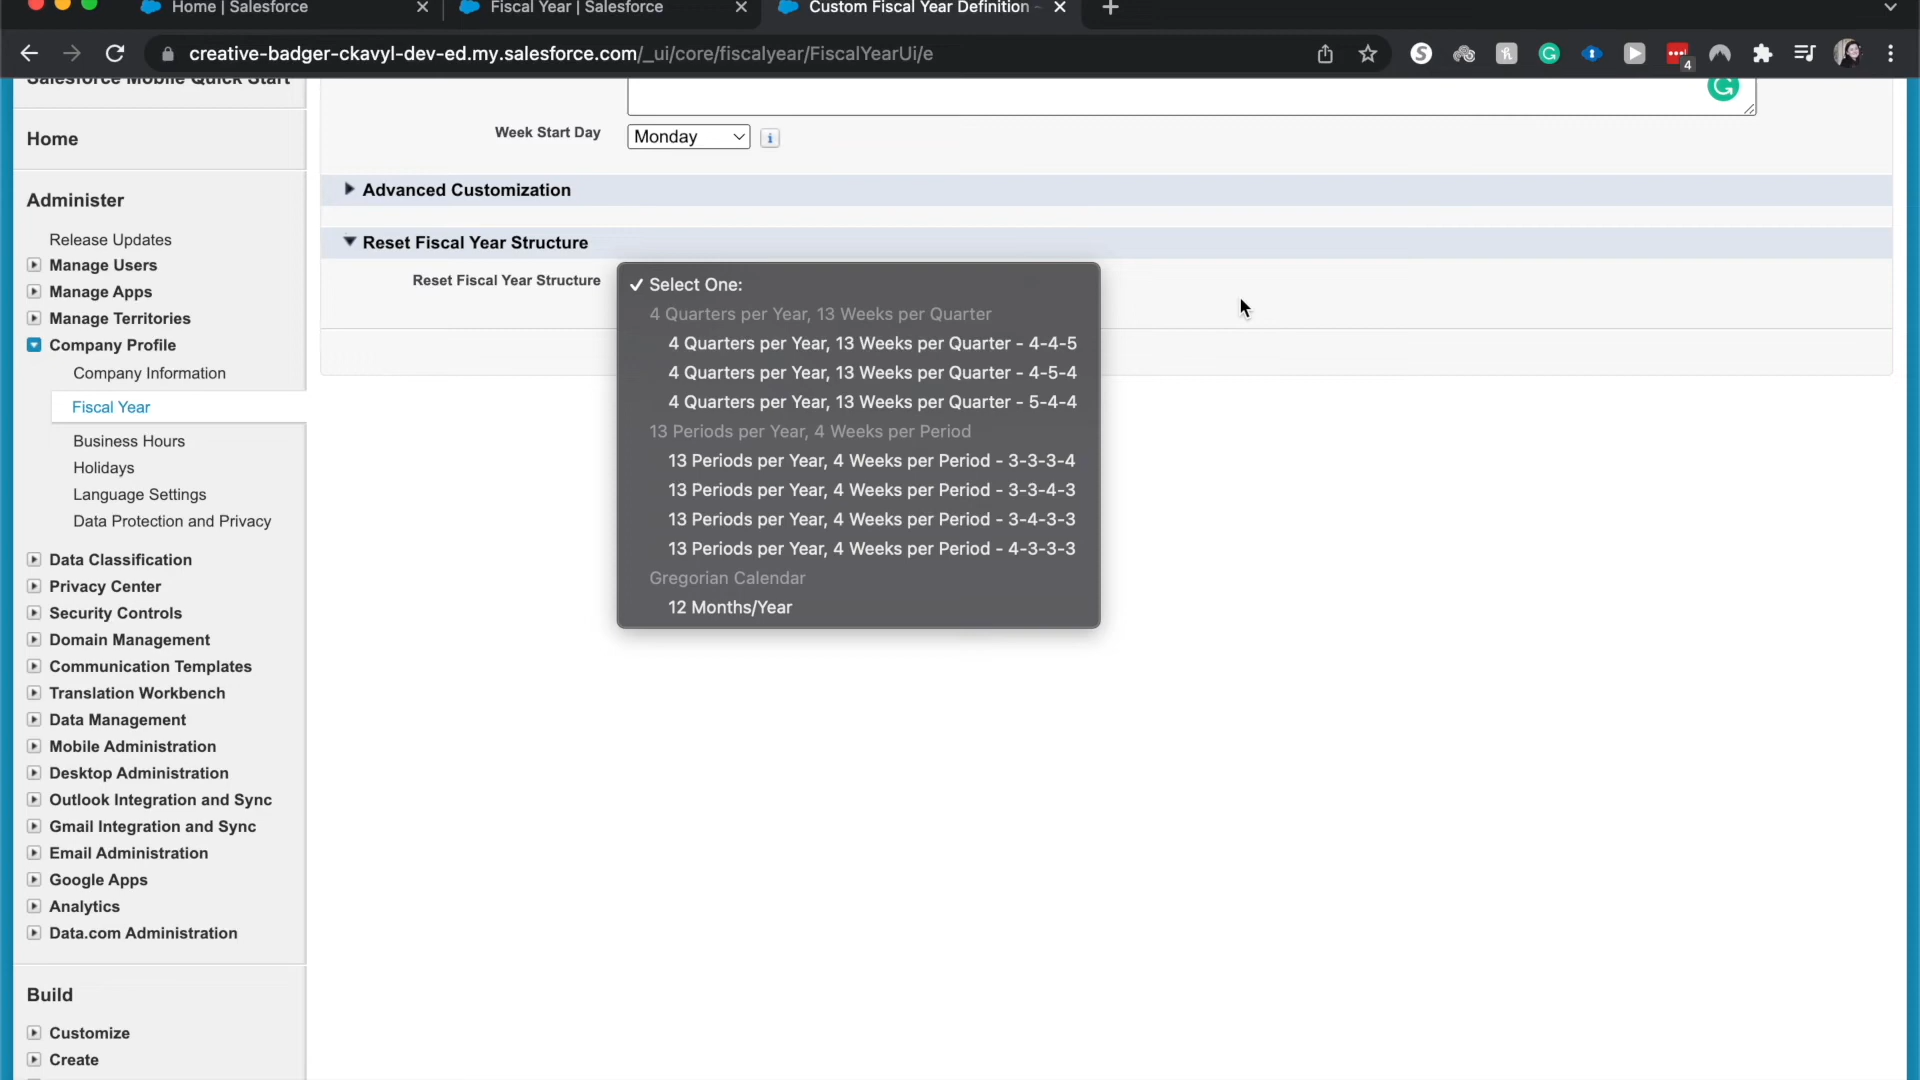 Home | Salesforce
Fiscal Year | Salesforce
Custom Fiscal Year Definition
creative-badger-ckavyl-dev-ed.my.salesforce.com/_ui/core/fiscalyear/FiscalYearUi/e
4
Salesforce Mobile Quick Start
Home
Administer
Release Updates
Manage Users
Manage Apps
Manage Territories
Company Profile
Company Information
Fiscal Year
Business Hours
Holidays
Language Settings
Data Protection and Privacy
Data Classification
Privacy Center
Security Controls
Domain Management
Communication Templates
Translation Workbench
Data Management
Mobile Administration
Desktop Administration
Outlook Integration and Sync
Gmail Integration and Sync
Email Administration
Google Apps
Analytics
Data.com Administration
Build
Customize
Create
Week Start Day
Monday
Advanced Customization
Reset Fiscal Year Structure
Reset Fiscal Year Structure
✓ Select One:
4 Quarters per Year, 13 Weeks per Quarter
4 Quarters per Year, 13 Weeks per Quarter - 4-4-5
4 Quarters per Year, 13 Weeks per Quarter - 4-5-4
4 Quarters per Year, 13 Weeks per Quarter - 5-4-4
13 Periods per Year, 4 Weeks per Period
13 Periods per Year, 4 Weeks per Period - 3-3-3-4
13 Periods per Year, 4 Weeks per Period - 3-3-4-3
13 Periods per Year, 4 Weeks per Period - 3-4-3-3
13 Periods per Year, 4 Weeks per Period - 4-3-3-3
Gregorian Calendar
12 Months/Year